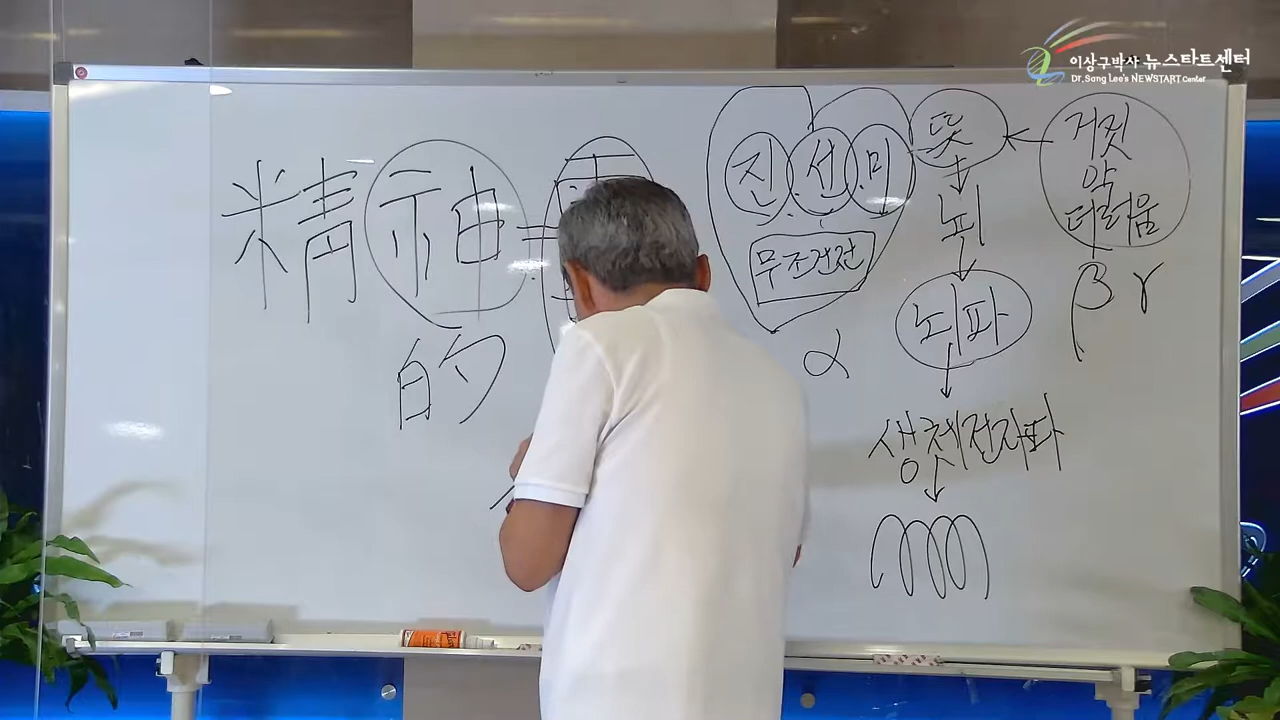 이상구박사 뉴스타트센터
Dr. Sang Lee's NEWSTART Center
精神 =
的
진 선 미
무조건적
α
뜻
뇌
뇌파
생체전자파
거짓
악
더러움
β γ